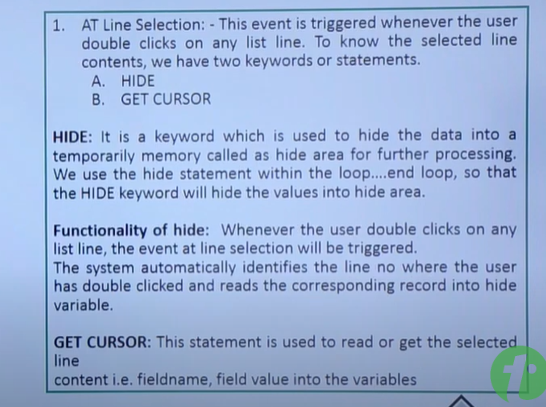 1. AT Line Selection: - This event is triggered whenever the user
double clicks on any list line. To know the selected line
contents, we have two keywords or statements.
A. HIDE
B. GET CURSOR
HIDE: It is a keyword which is used to hide the data into a
temporarily memory called as hide area for further processing.
We use the hide statement within the loop....end loop, so that
the HIDE keyword will hide the values into hide area.
Functionality of hide: Whenever the user double clicks on any
list line, the event at line selection will be triggered.
The system automatically identifies the line no where the user
has double clicked and reads the corresponding record into hide
variable.
GET CURSOR: This statement is used to read or get the selected
line
content i.e. fieldname, field value into the variables